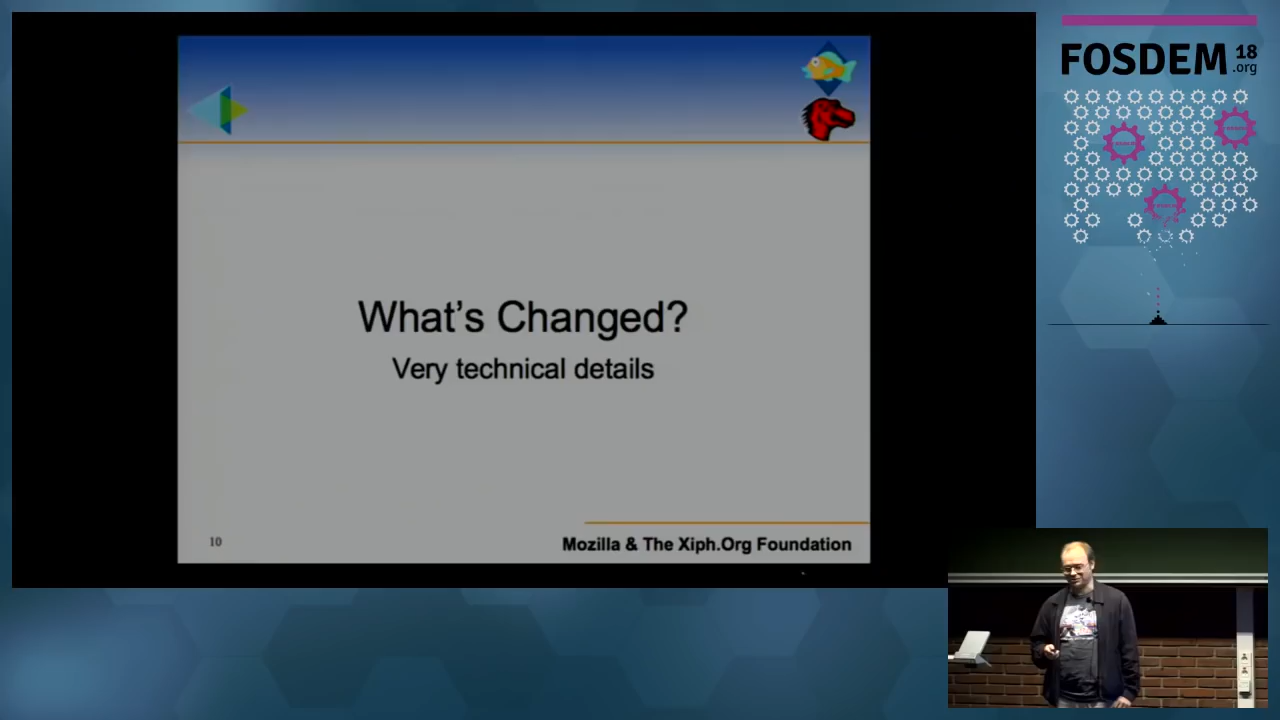 What's Changed?
Very technical details
10
Mozilla & The Xiph.Org Foundation
FOSDEM 18
.org